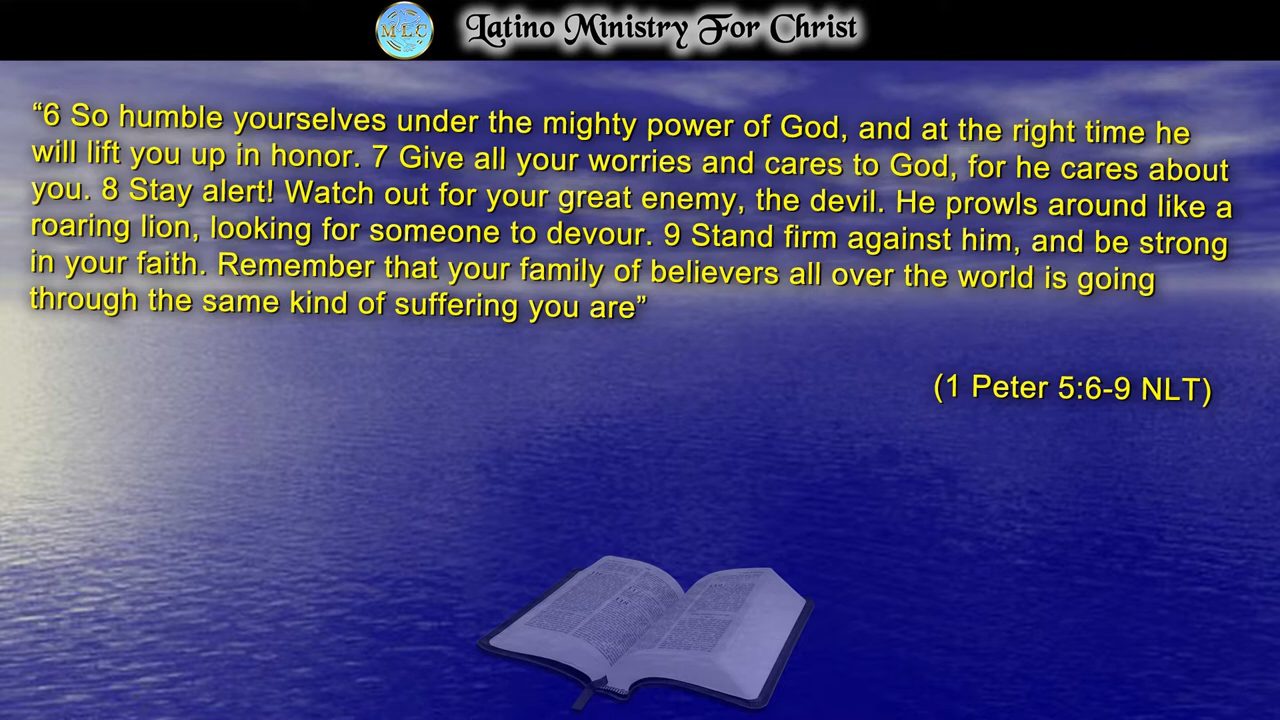 MLC
Latino Ministry For Christ
“6 So humble yourselves under the mighty power of God, and at the right time he
will lift you up in honor. 7 Give all your worries and cares to God, for he cares about
you. 8 Stay alert! Watch out for your great enemy, the devil. He prowls around like a
roaring lion, looking for someone to devour. 9 Stand firm against him, and be strong
in your faith. Remember that your family of believers all over the world is going
through the same kind of suffering you are”
(1 Peter 5:6-9 NLT)